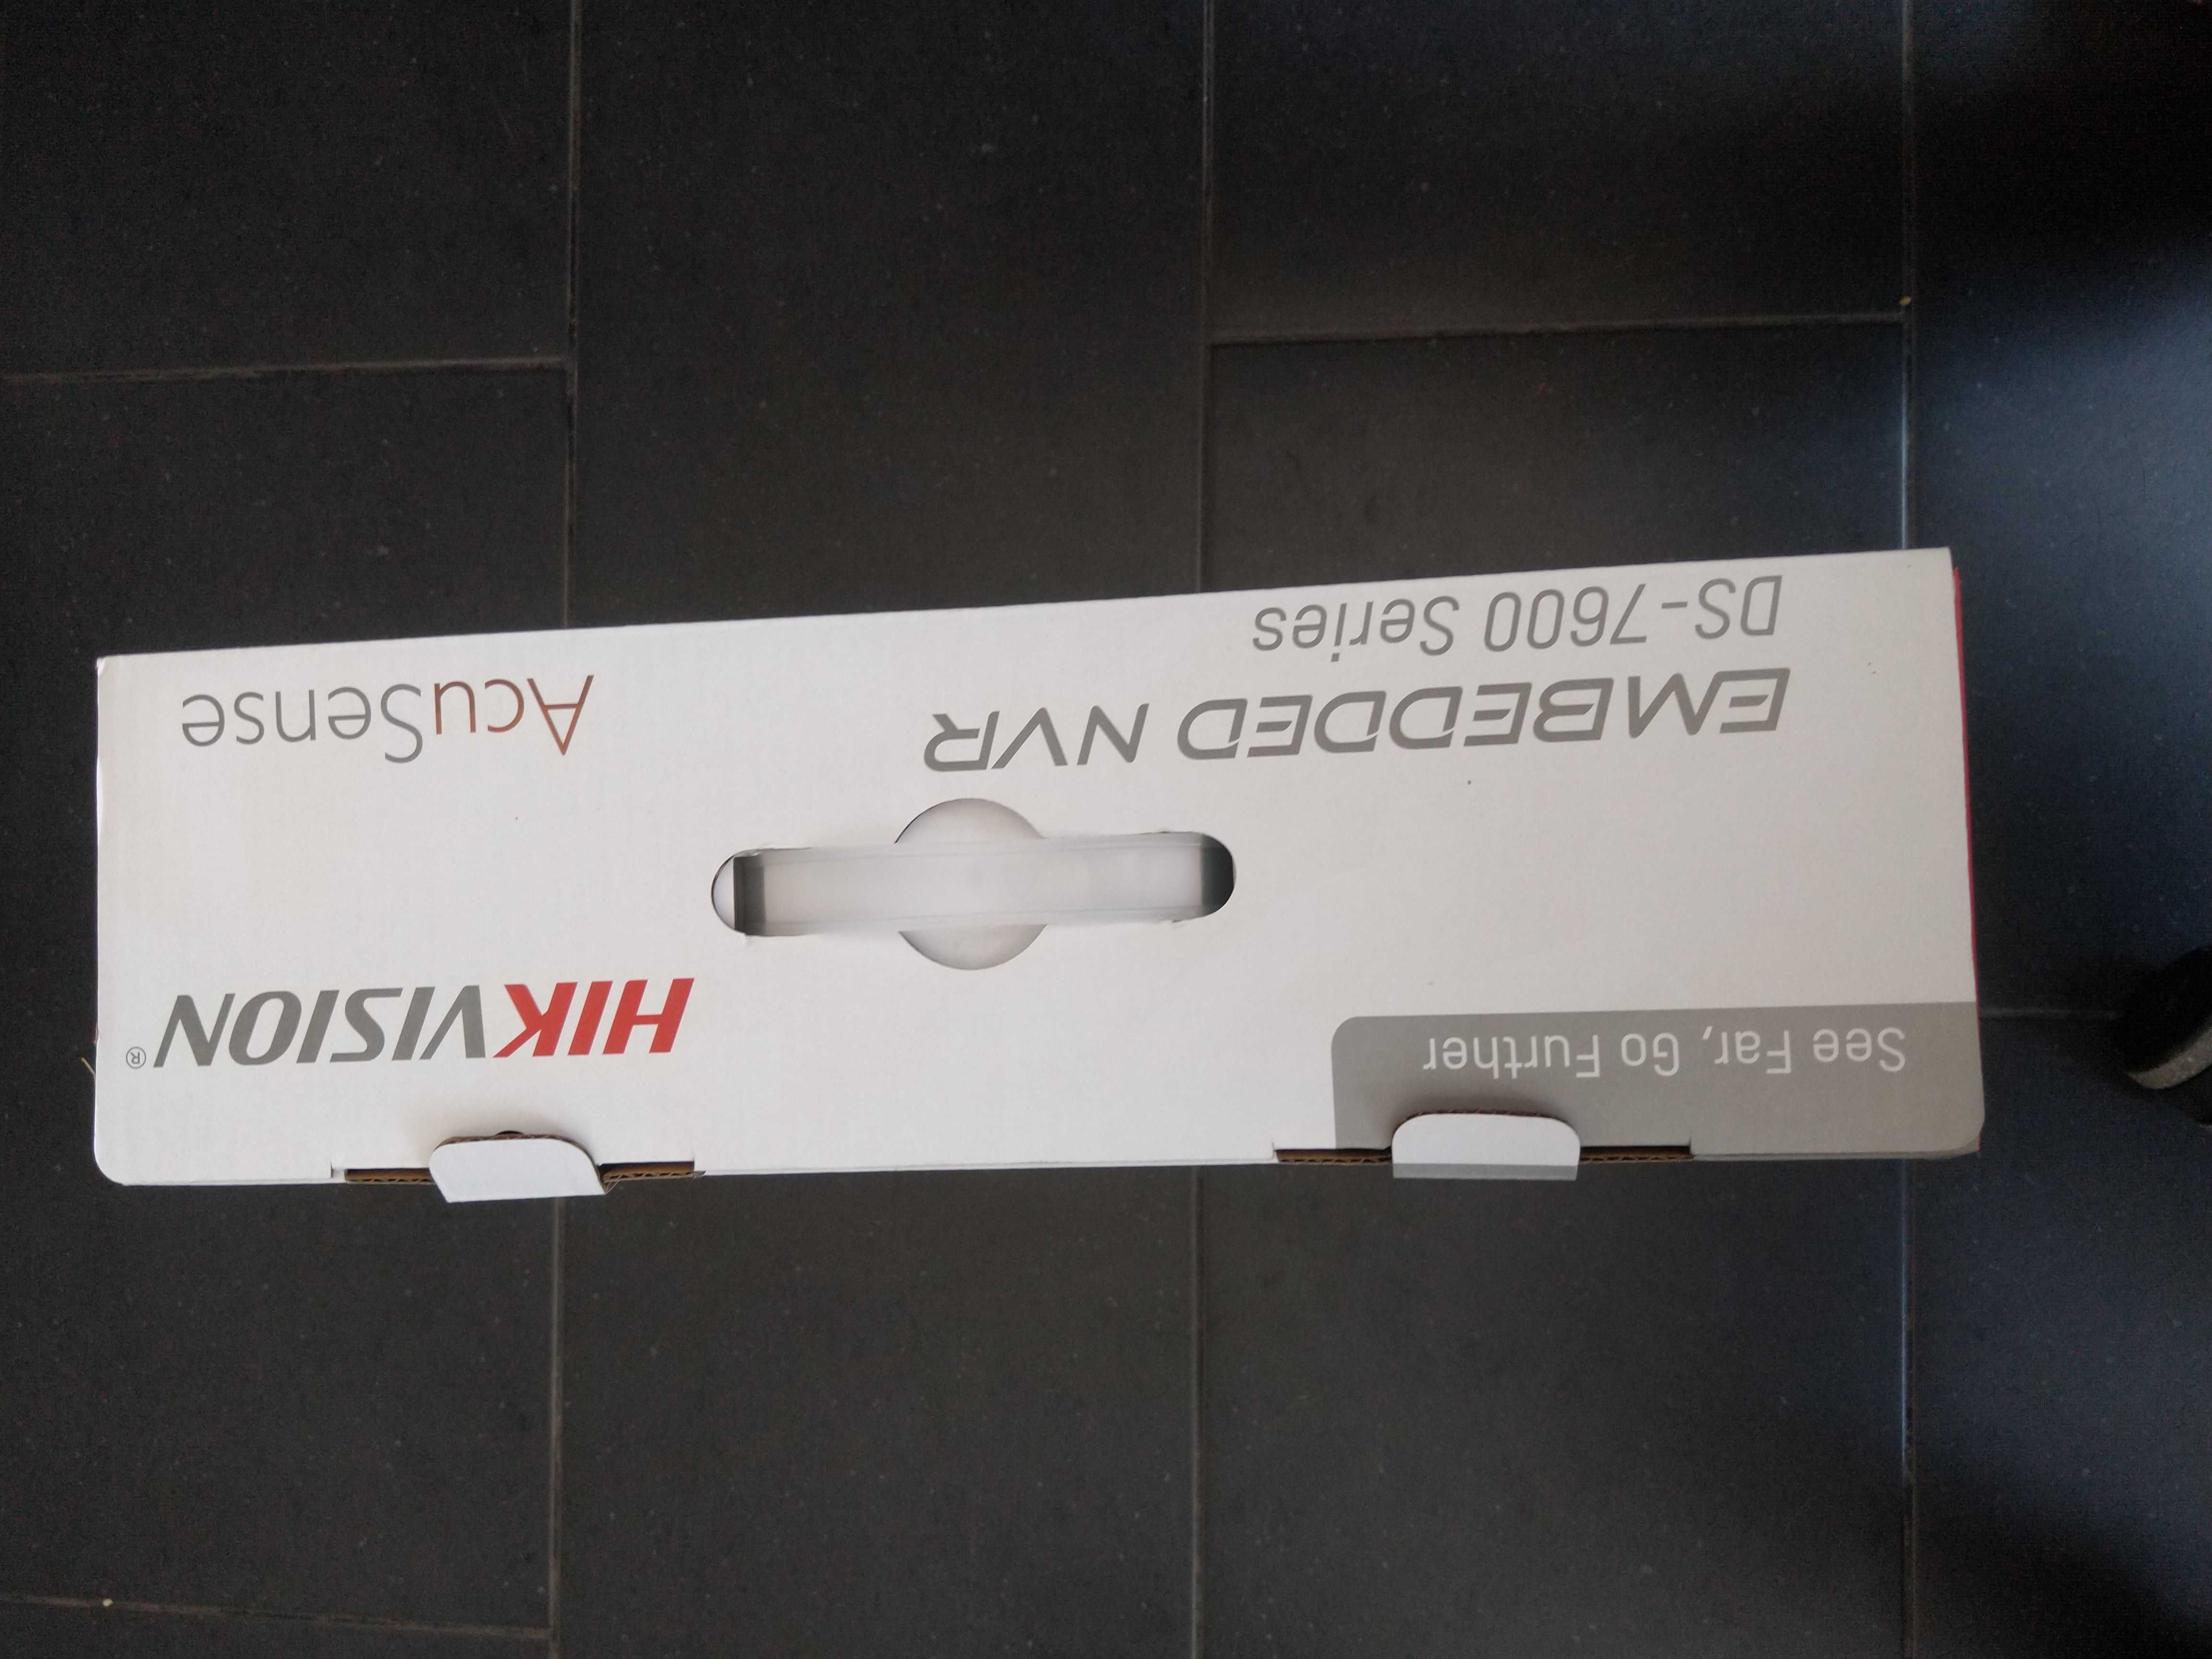 See Far, Go Further
HIKVISION®
EMBEDDED NVR
DS-7600 Series
AcuSense